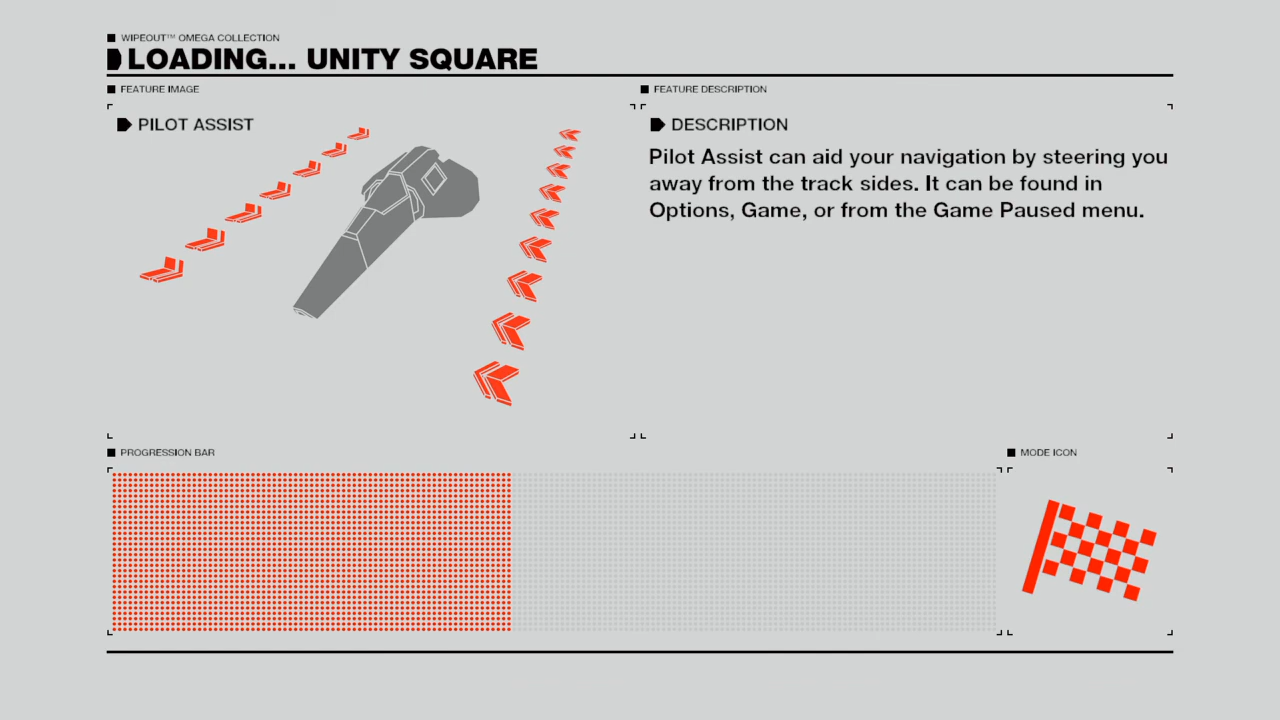 WIPEOUT™ OMEGA COLLECTION
LOADING... UNITY SQUARE
FEATURE IMAGE
PILOT ASSIST
FEATURE DESCRIPTION
DESCRIPTION
Pilot Assist can aid your navigation by steering you
away from the track sides. It can be found in
Options, Game, or from the Game Paused menu.
PROGRESSION BAR
MODE ICON